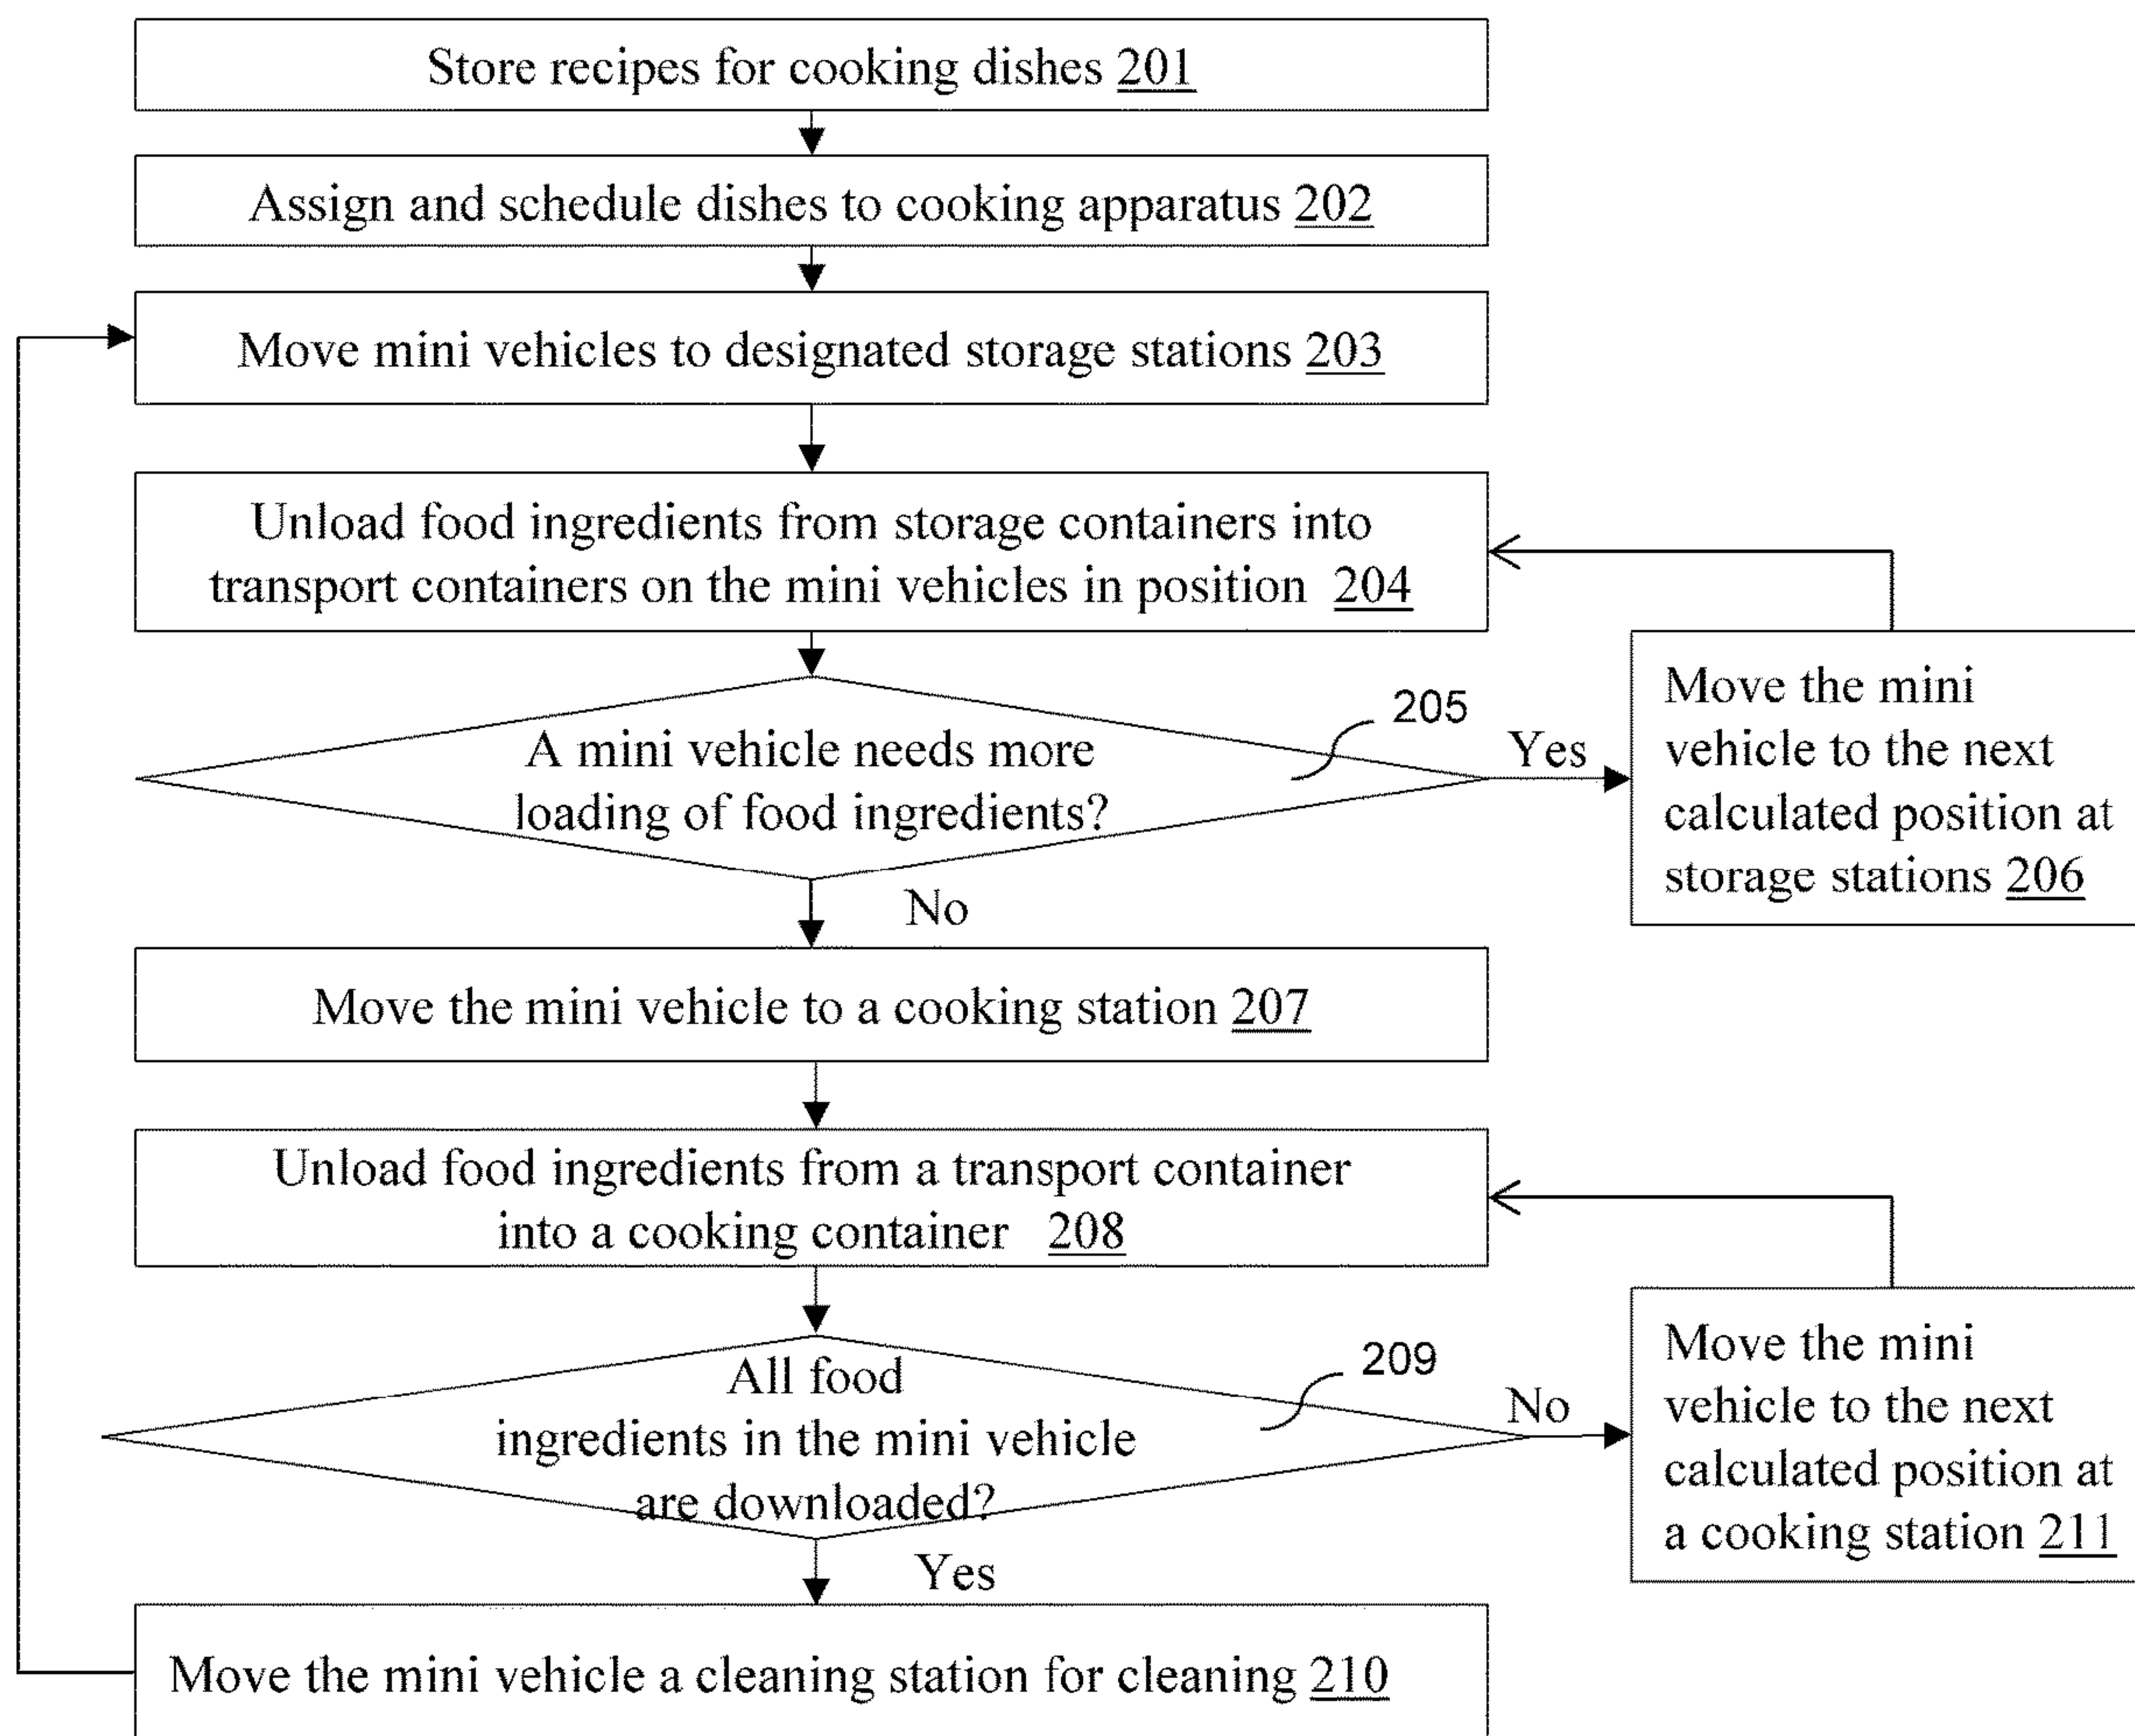 Store recipes for cooking dishes 201
Assign and schedule dishes to cooking apparatus 202
Move mini vehicles to designated storage stations 203
Unload food ingredients from storage containers into
transport containers on the mini vehicles in position 204
205
A mini vehicle needs more
loading of food ingredients?
Yes
Move the mini
vehicle to the next
calculated position at
storage stations 206
No
Move the mini vehicle to a cooking station 207
Unload food ingredients from a transport container
into a cooking container 208
209
All food
ingredients in the mini vehicle
are downloaded?
No
Move the mini
vehicle to the next
calculated position at
a cooking station 211
Yes
Move the mini vehicle a cleaning station for cleaning 210